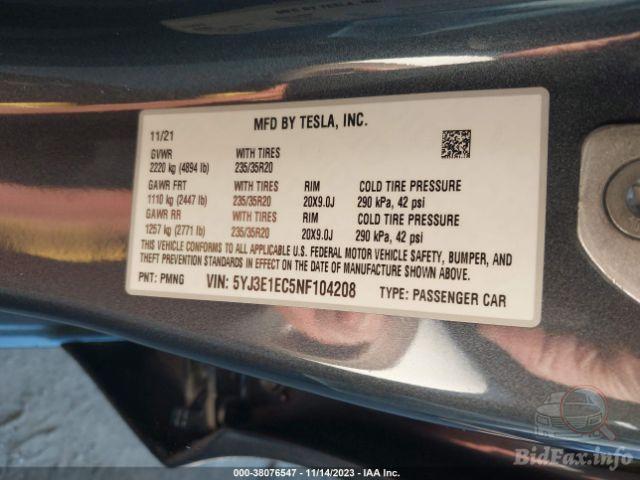 MFD BY TESLA, INC.
11/21
GVWR WITH TIRES
2220 kg (4894 lb) 235/35R20
GAWR FRT WITH TIRES RIM COLD TIRE PRESSURE
1110 kg (2447 lb) 235/35R20 20X9.0J 290 kPa, 42 psi
GAWR RR WITH TIRES RIM COLD TIRE PRESSURE
1257 kg (2771 lb) 235/35R20 20X9.0J 290 kPa, 42 psi
THIS VEHICLE CONFORMS TO ALL APPLICABLE U.S. FEDERAL MOTOR VEHICLE SAFETY, BUMPER, AND
THEFT PREVENTION STANDARDS IN EFFECT ON THE DATE OF MANUFACTURE SHOWN ABOVE.
PNT: PMNG VIN: 5YJ3E1EC5NF104208 TYPE: PASSENGER CAR
BidFax.info
000-38076547 - 11/14/2023 - IAA Inc.